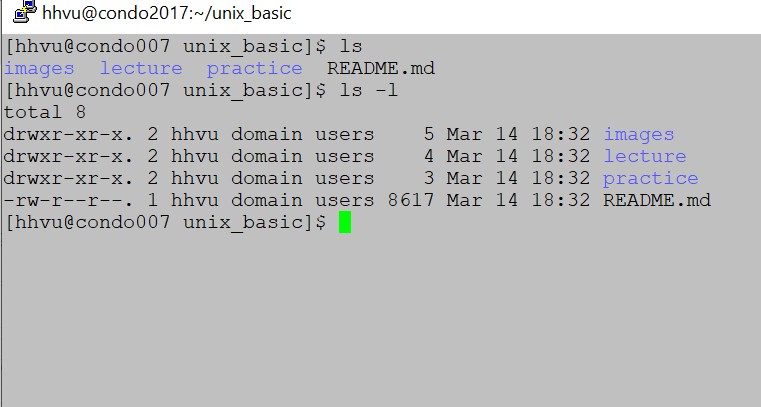 hhvu@condo2017:~/unix_basic
[hhvu@condo007 unix_basic]$ ls
images  lecture  practice  README.md
[hhvu@condo007 unix_basic]$ ls -l
total 8
drwxr-xr-x. 2 hhvu domain users    5 Mar 14 18:32 images
drwxr-xr-x. 2 hhvu domain users    4 Mar 14 18:32 lecture
drwxr-xr-x. 2 hhvu domain users    3 Mar 14 18:32 practice
-rw-r--r--. 1 hhvu domain users 8617 Mar 14 18:32 README.md
[hhvu@condo007 unix_basic]$